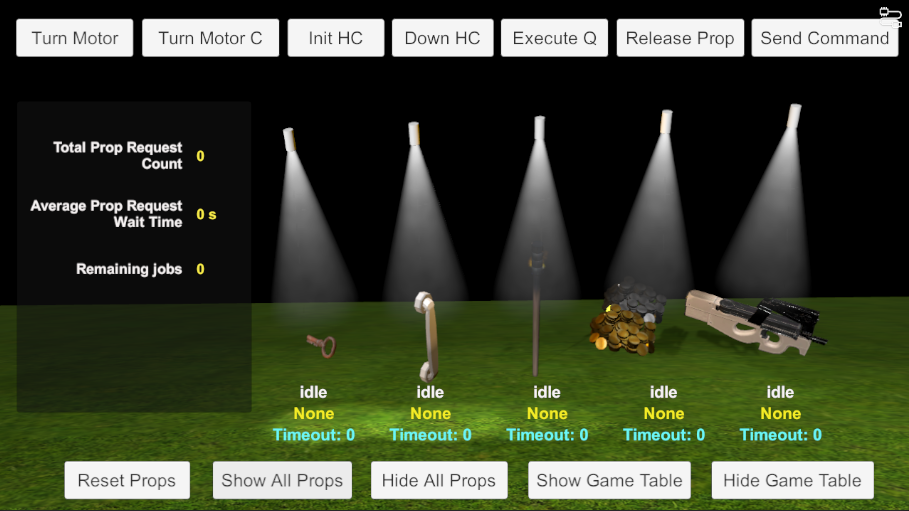 Turn Motor
Turn Motor C
Init HC
Down HC
Execute Q
Release Prop
Send Command
Total Prop Request
Count
0
Average Prop Request
Wait Time
0 s
Remaining jobs
0
idle
None
Timeout: 0
idle
None
Timeout: 0
idle
None
Timeout: 0
idle
None
Timeout: 0
idle
None
Timeout: 0
Reset Props
Show All Props
Hide All Props
Show Game Table
Hide Game Table